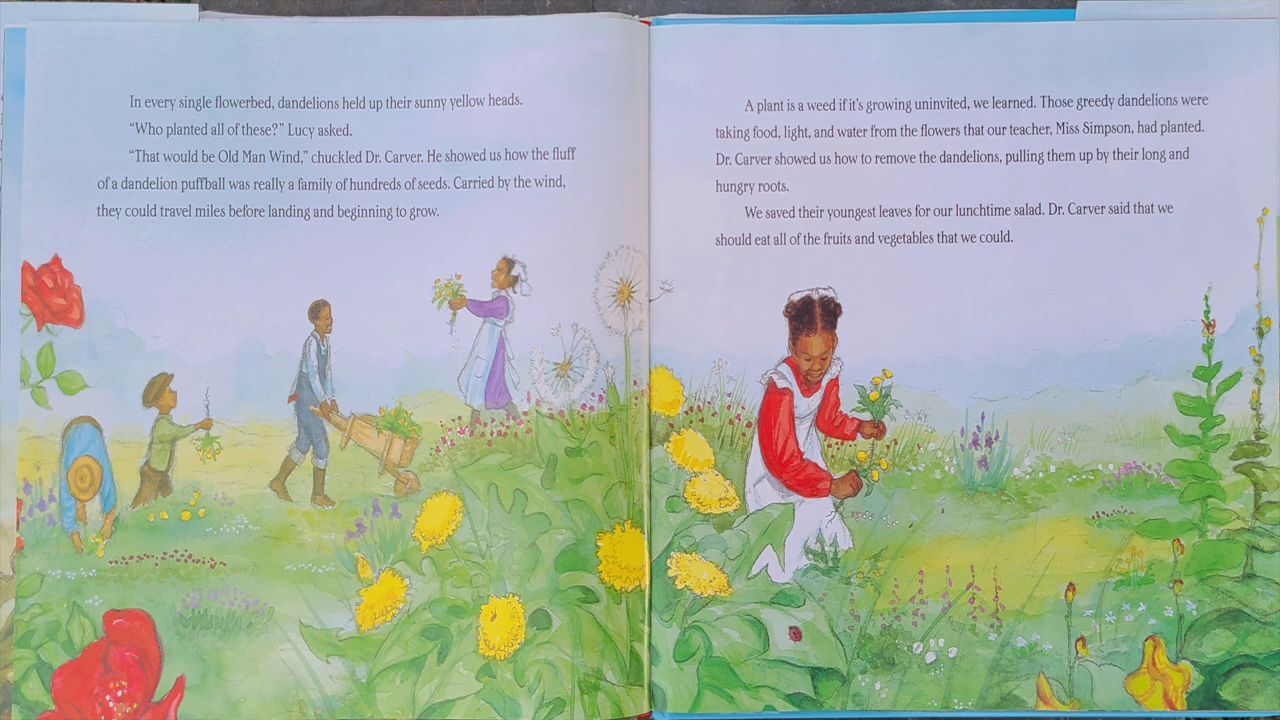 In every single flowerbed, dandelions held up their sunny yellow heads.
“Who planted all of these?” Lucy asked.
“That would be Old Man Wind,” chuckled Dr. Carver. He showed us how the fluff
of a dandelion puffball was really a family of hundreds of seeds. Carried by the wind,
they could travel miles before landing and beginning to grow.
A plant is a weed if it’s growing uninvited, we learned. Those greedy dandelions were
taking food, light, and water from the flowers that our teacher, Miss Simpson, had planted.
Dr. Carver showed us how to remove the dandelions, pulling them up by their long and
hungry roots.
We saved their youngest leaves for our lunchtime salad. Dr. Carver said that we
should eat all of the fruits and vegetables that we could.